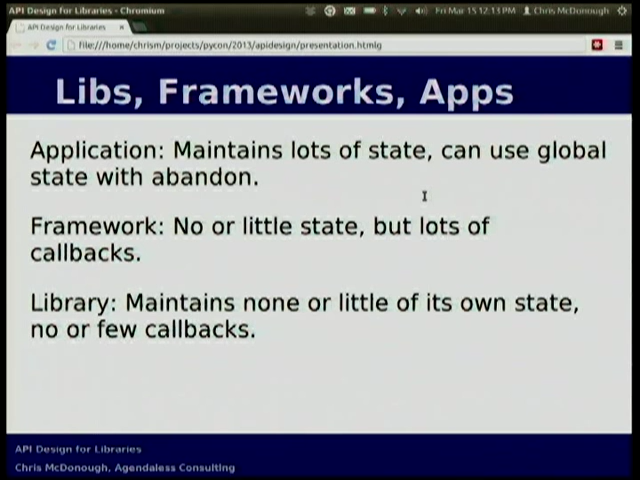 API Design for Libraries - Chromium
Fri Mar 15 12:13 PM
Chris McDonough
API Design for Libraries
file:///home/chrism/projects/pycon/2013/apidesign/presentation.html
Libs, Frameworks, Apps
Application: Maintains lots of state, can use global
state with abandon.
Framework: No or little state, but lots of
callbacks.
Library: Maintains none or little of its own state,
no or few callbacks.
API Design for Libraries
Chris McDonough, Agendaless Consulting